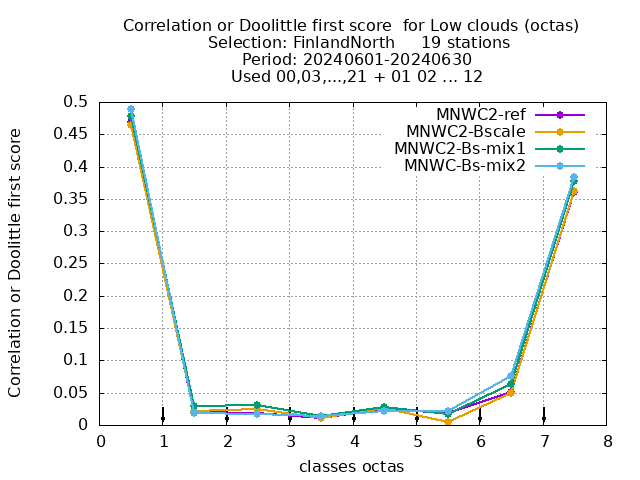 Correlation or Doolittle first score  for Low clouds (octas)
Selection: FinlandNorth     19 stations
Period: 20240601-20240630
Used 00,03,...,21 + 01 02 ... 12
MNWC2-ref
MNWC2-Bscale
MNWC2-Bs-mix1
MNWC-Bs-mix2
Correlation or Doolittle first score
0.5
0.45
0.4
0.35
0.3
0.25
0.2
0.15
0.1
0.05
0
0 1 2 3 4 5 6 7 8
classes octas